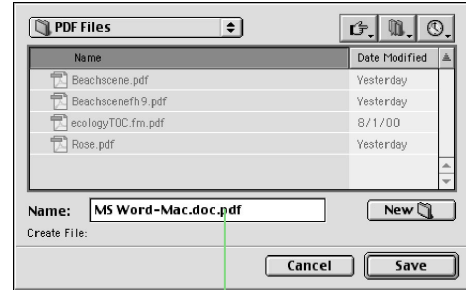 PDF Files
Name Date Modified
Beachscene.pdf Yesterday
Beachscenefh9.pdf Yesterday
ecologyTOC.fm.pdf 8/1/00
Rose.pdf Yesterday
Name: MS Word-Mac.doc.pdf New
Create File:
Cancel Save